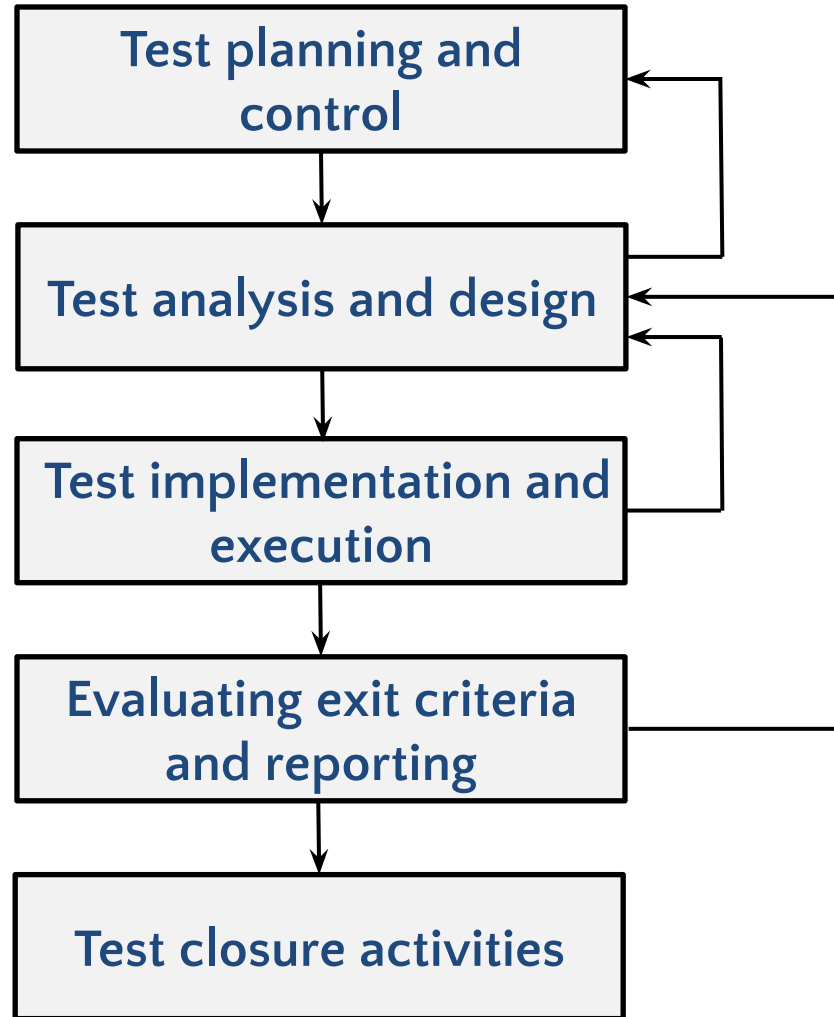 Test planning and
control
Test analysis and design
Test implementation and
execution
Evaluating exit criteria
and reporting
Test closure activities